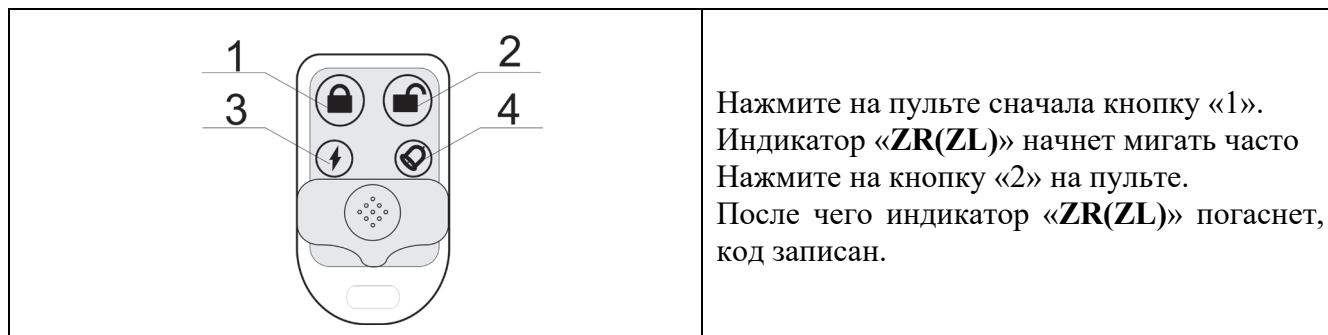 1
2
3
4
Нажмите на пульте сначала кнопку «1».
Индикатор «ZR(ZL)» начнет мигать часто
Нажмите на кнопку «2» на пульте.
После чего индикатор «ZR(ZL)» погаснет,
код записан.